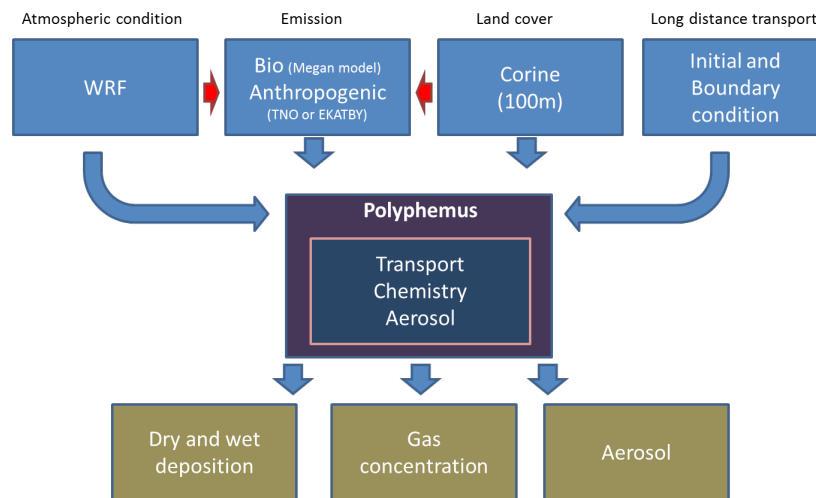 Atmospheric condition
Emission
Land cover
Long distance transport
WRF
Bio (Megan model)
Anthropogenic
(TNO or EKATBY)
Corine
(100m)
Initial and
Boundary
condition
Polyphemus
Transport
Chemistry
Aerosol
Dry and wet
deposition
Gas
concentration
Aerosol